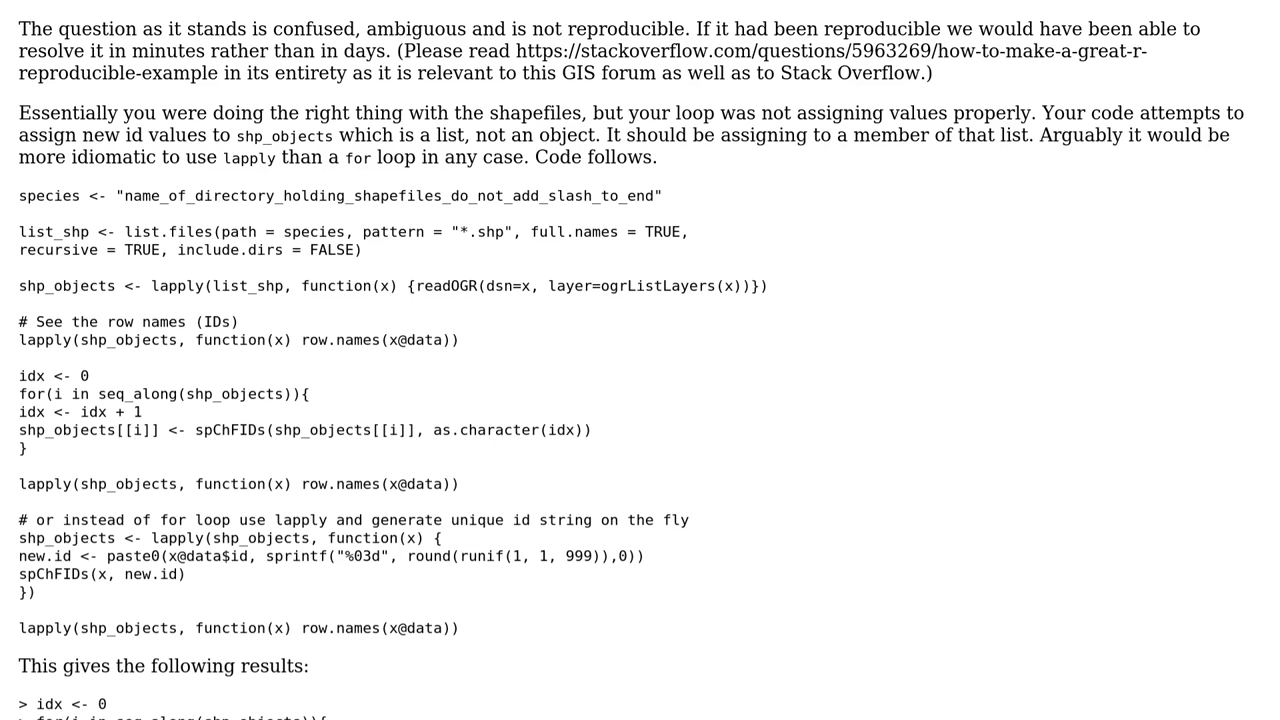 The question as it stands is confused, ambiguous and is not reproducible. If it had been reproducible we would have been able to
resolve it in minutes rather than in days. (Please read https://stackoverflow.com/questions/5963269/how-to-make-a-great-r-
reproducible-example in its entirety as it is relevant to this GIS forum as well as to Stack Overflow.)
Essentially you were doing the right thing with the shapefiles, but your loop was not assigning values properly. Your code attempts to
assign new id values to shp_objects which is a list, not an object. It should be assigning to a member of that list. Arguably it would be
more idiomatic to use lapply than a for loop in any case. Code follows.
species <- "name_of_directory_holding_shapefiles_do_not_add_slash_to_end"
list_shp <- list.files(path = species, pattern = "*.shp", full.names = TRUE,
recursive = TRUE, include.dirs = FALSE)
shp_objects <- lapply(list_shp, function(x) {readOGR(dsn=x, layer=ogrListLayers(x))})
# See the row names (IDs)
lapply(shp_objects, function(x) row.names(x@data))
idx <- 0
for(i in seq_along(shp_objects)){
idx <- idx + 1
shp_objects[[i]] <- spChFIDs(shp_objects[[i]], as.character(idx))
}
lapply(shp_objects, function(x) row.names(x@data))
# or instead of for loop use lapply and generate unique id string on the fly
shp_objects <- lapply(shp_objects, function(x) {
new.id <- paste0(x@data$id, sprintf("%03d", round(runif(1, 1, 999)),0))
spChFIDs(x, new.id)
})
lapply(shp_objects, function(x) row.names(x@data))
This gives the following results:
> idx <- 0
> for(i in seq_along(shp_objects)){